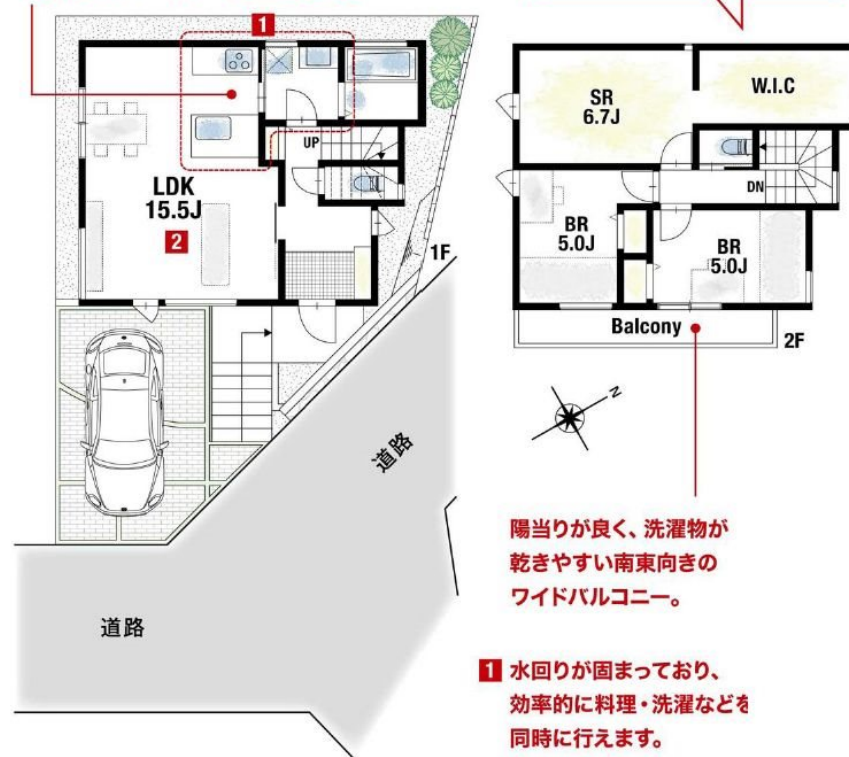 1
UP
LDK
15.5J
2
1F
道路
道路
SR
6.7J
W.I.C
DN
BR
5.0J
BR
5.0J
Balcony
2F
N
陽当りが良く、洗濯物が
乾きやすい南東向きの
ワイドバルコニー。
1 水回りが固まっており、
効率的に料理・洗濯などを
同時に行えます。